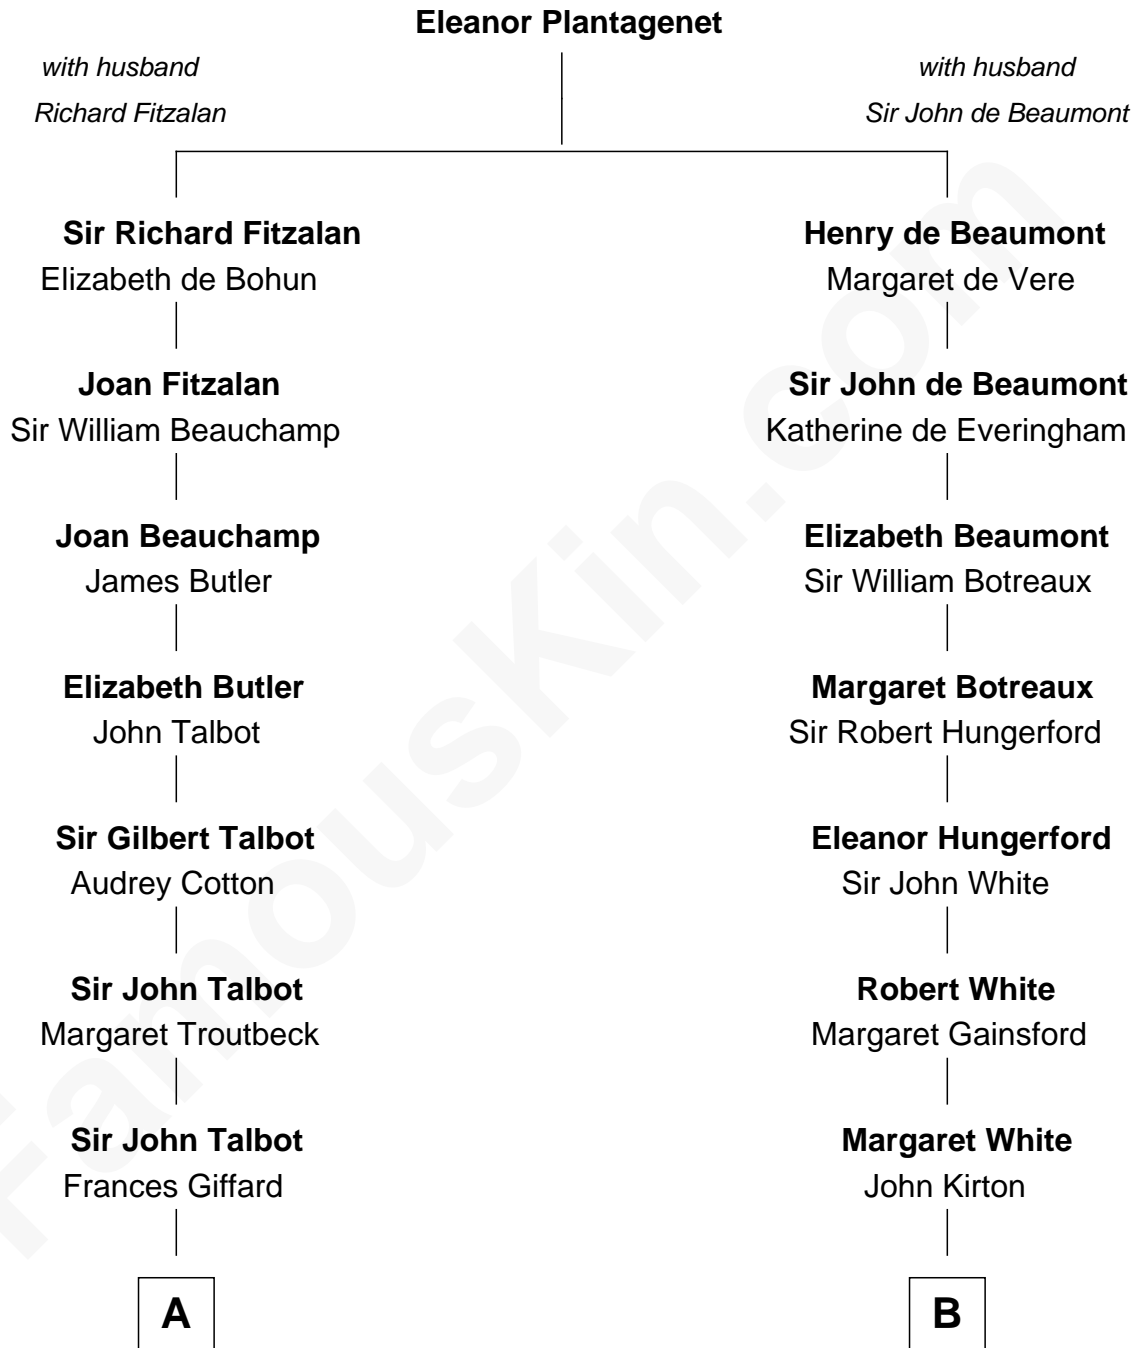 Eleanor Plantagenet
with husband
Richard Fitzalan
with husband
Sir John de Beaumont
Sir Richard Fitzalan
Elizabeth de Bohun
Joan Fitzalan
Sir William Beauchamp
Joan Beauchamp
James Butler
Elizabeth Butler
John Talbot
Sir Gilbert Talbot
Audrey Cotton
Sir John Talbot
Margaret Troutbeck
Sir John Talbot
Frances Giffard
A
Henry de Beaumont
Margaret de Vere
Sir John de Beaumont
Katherine de Everingham
Elizabeth Beaumont
Sir William Botreaux
Margaret Botreaux
Sir Robert Hungerford
Eleanor Hungerford
Sir John White
Robert White
Margaret Gainsford
Margaret White
John Kirton
B
FamousKin.com